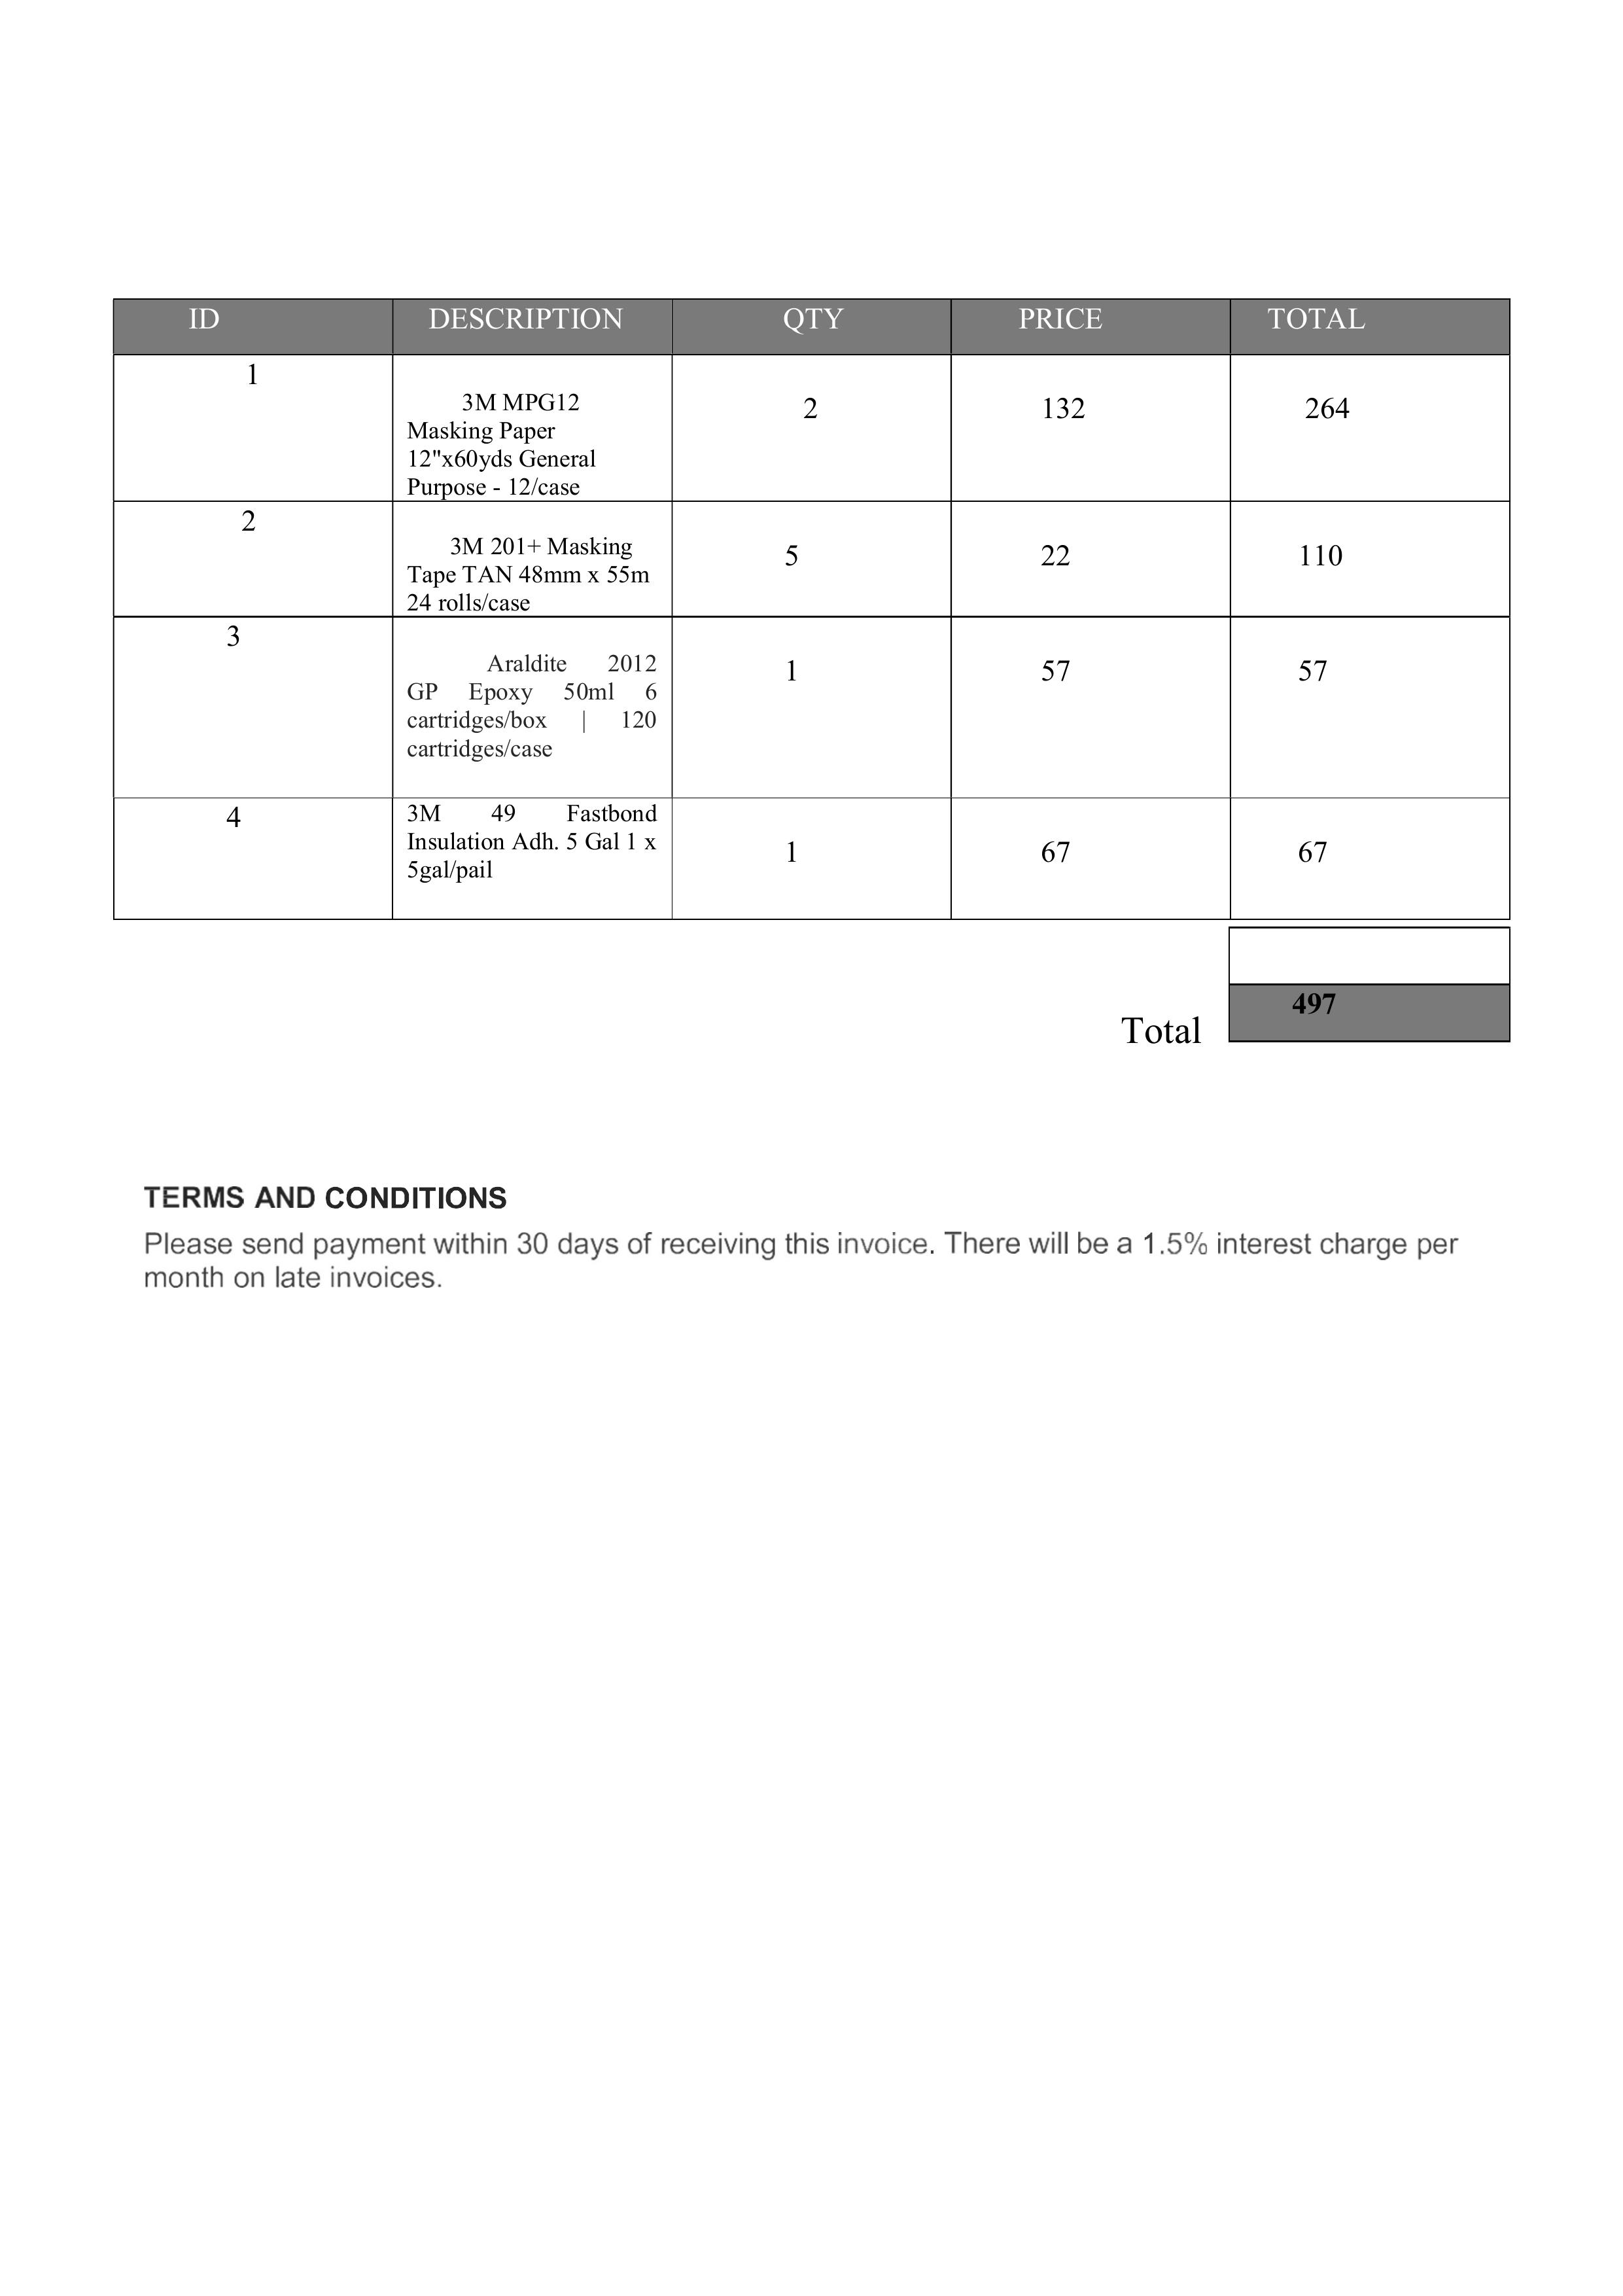 ID DESCRIPTION QTY PRICE TOTAL
1
3M MPG12
Masking Paper
12"x60yds General
Purpose - 12/case
2 132 264
2
3M 201+ Masking
Tape TAN 48mm x 55m
24 rolls/case
5 22 110
3
Araldite 2012
GP Epoxy 50ml 6
cartridges/box | 120
cartridges/case
1 57 57
4
3M 49 Fastbond
Insulation Adh. 5 Gal 1 x
5gal/pail
1 67 67
Total 497
TERMS AND CONDITIONS
Please send payment within 30 days of receiving this invoice. There will be a 1.5% interest charge per
month on late invoices.